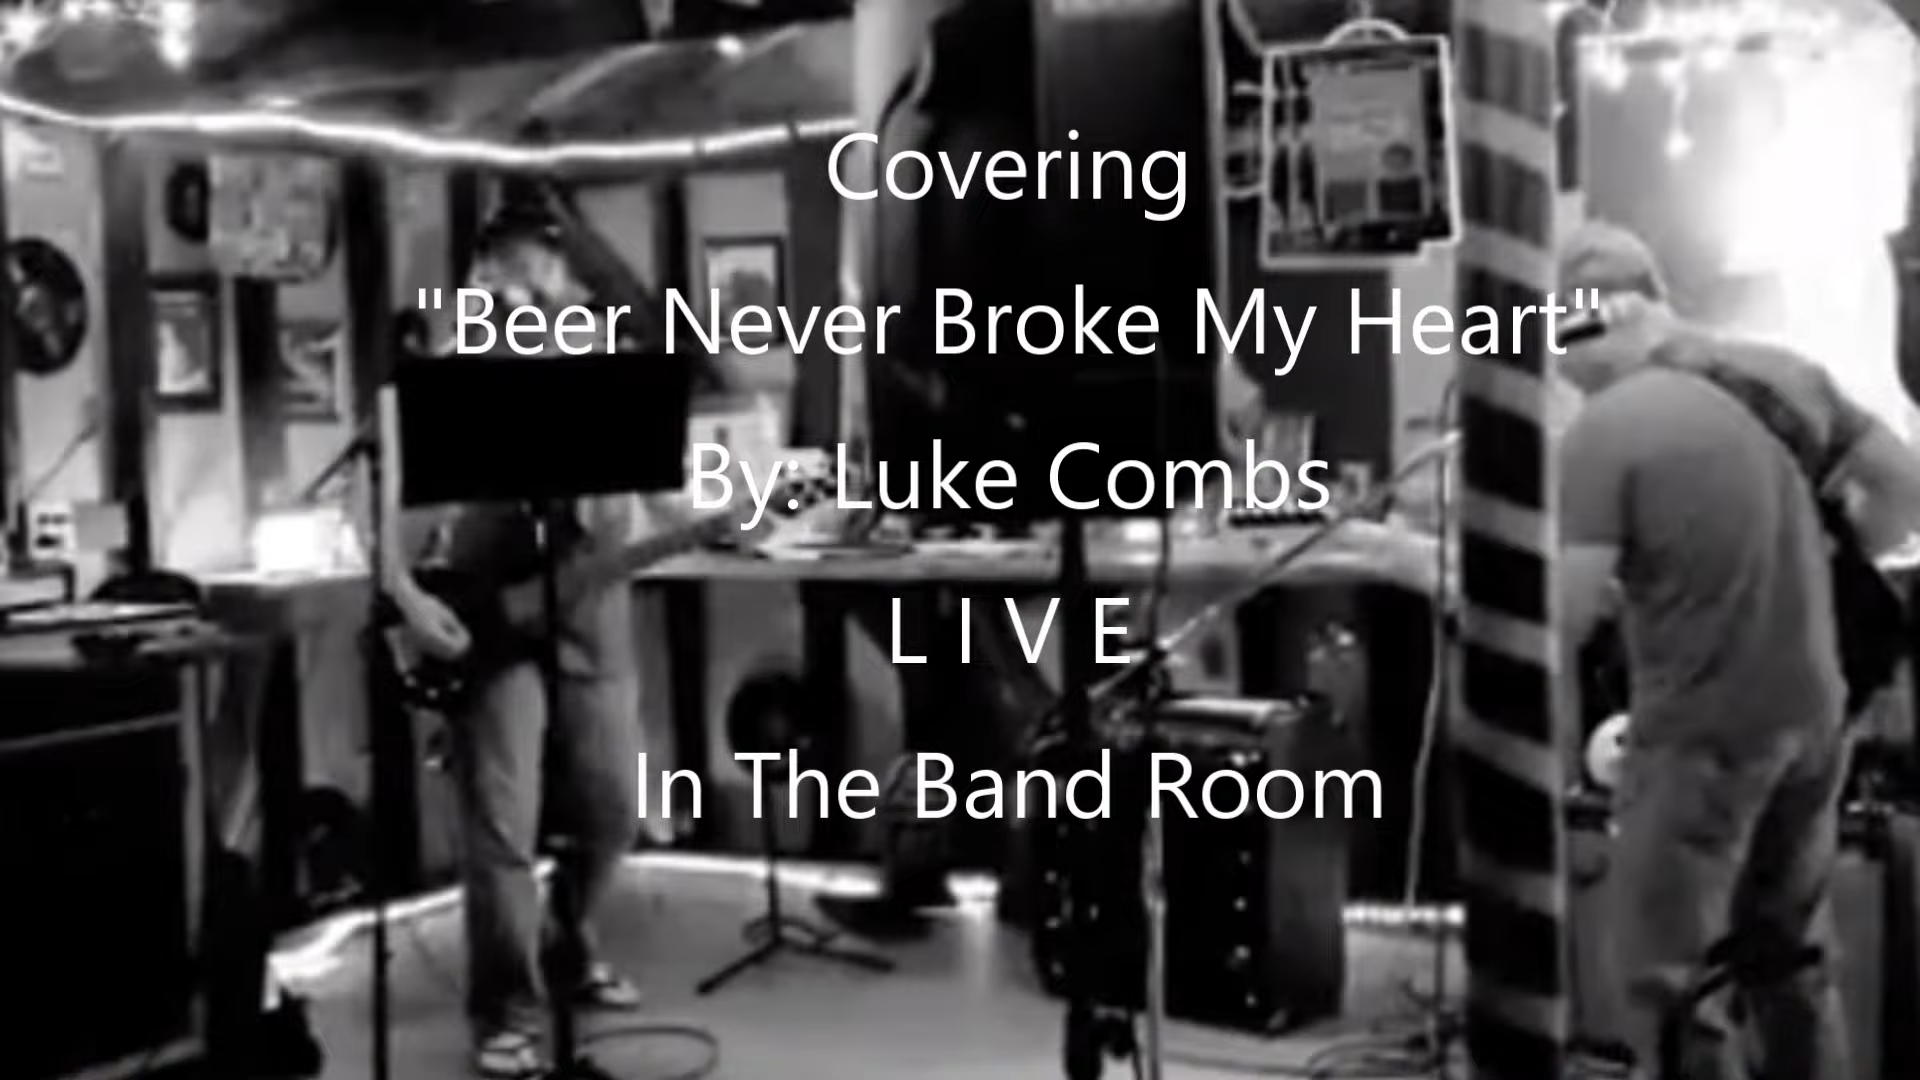 Covering
"Beer Never Broke My Heart"
By: Luke Combs
L I V E
In The Band Room